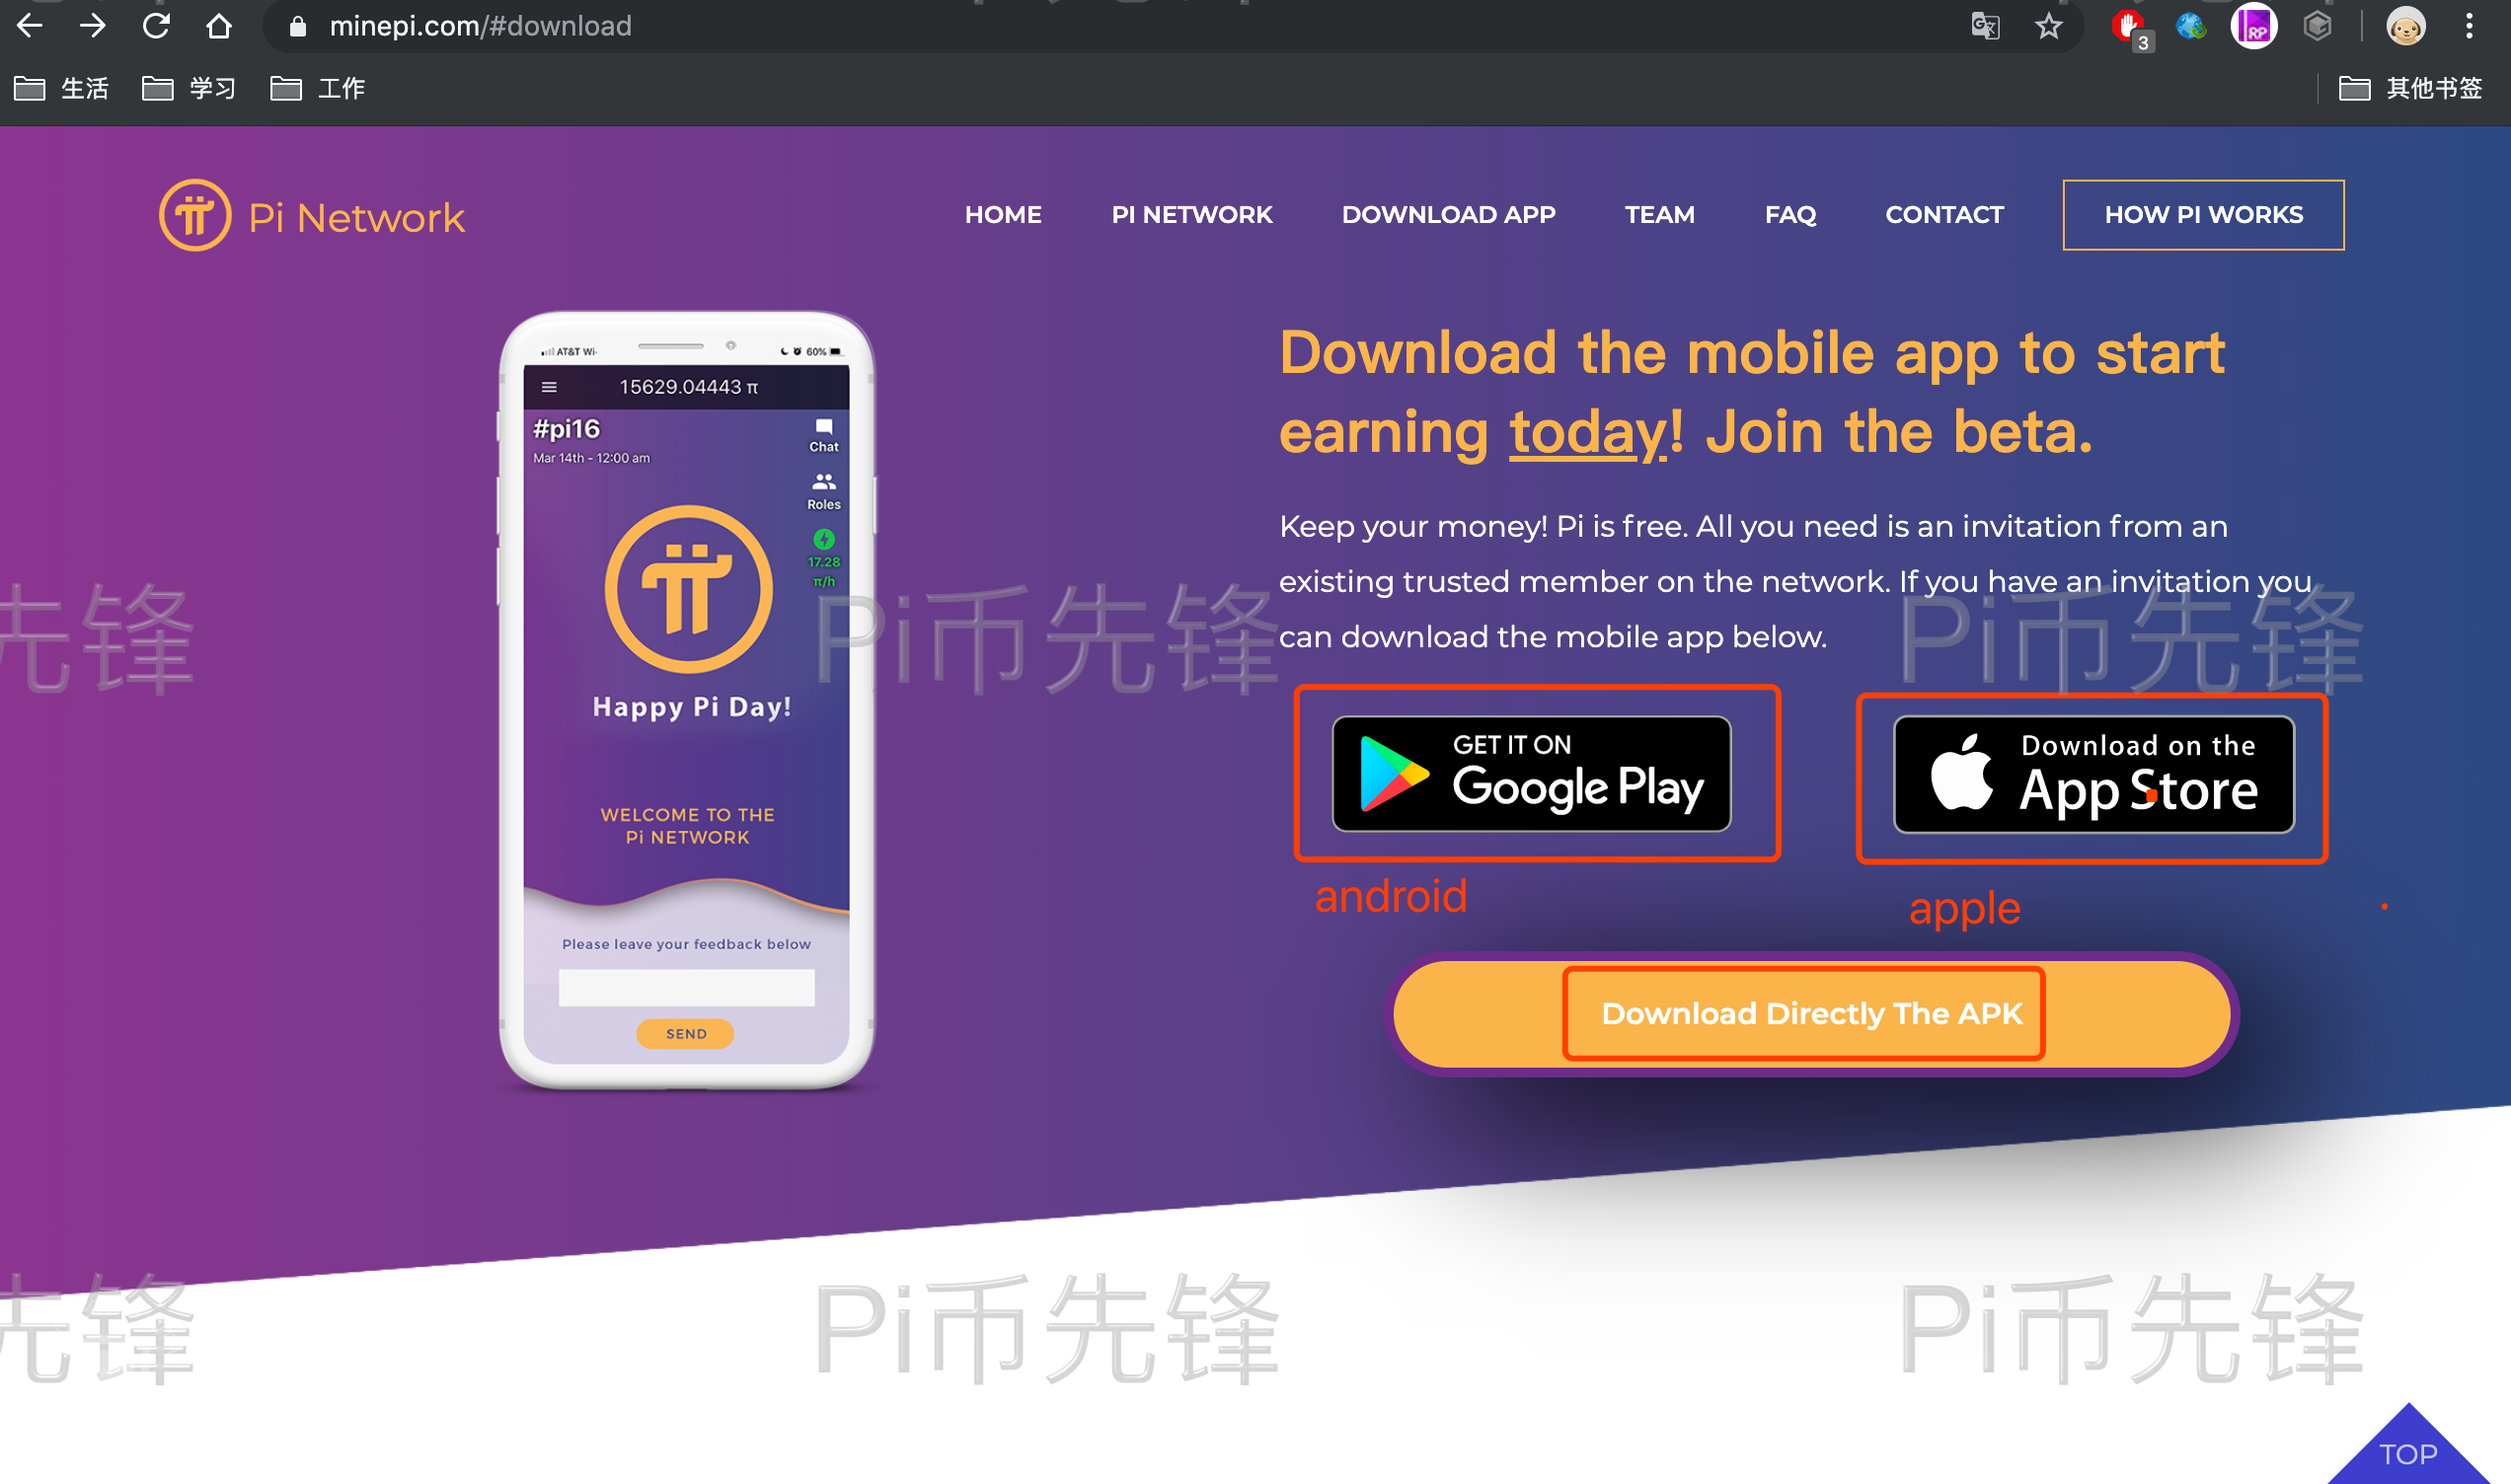 minepi.com/#download
3
RP
生活
学习
工作
其他书签
Pi Network
HOME
PI NETWORK
DOWNLOAD APP
TEAM
FAQ
CONTACT
HOW PI WORKS
AT&T Wi-
60%
15629.04443 π
#pi16
Mar 14th - 12:00 am
Chat
Roles
17.28
π/h
Happy Pi Day!
WELCOME TO THE
Pi NETWORK
Please leave your feedback below
SEND
Download the mobile app to start
earning today! Join the beta.
Keep your money! Pi is free. All you need is an invitation from an
existing trusted member on the network. If you have an invitation you
can download the mobile app below.
先锋
Pi币先锋
Pi币先锋
GET IT ON
Google Play
Download on the
App Store
android
apple
Download Directly The APK
先锋
Pi币先锋
Pi币先锋
TOP